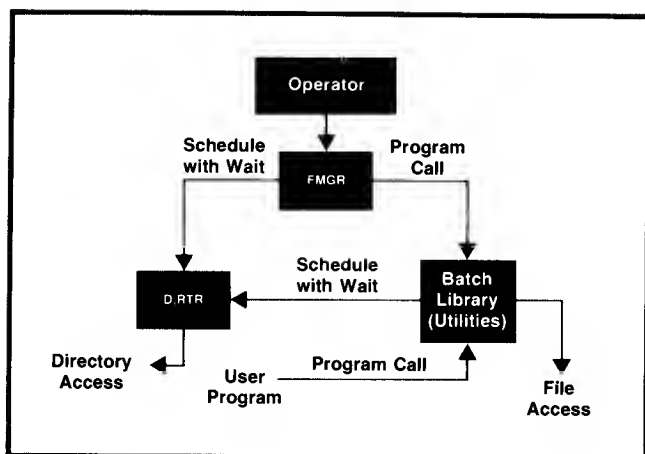 Operator
Schedule
with Wait
Program
Call
FMGR
Schedule
with Wait
D.RTR
Batch
Library
(Utilities)
Directory
Access
User
Program
Program Call
File
Access